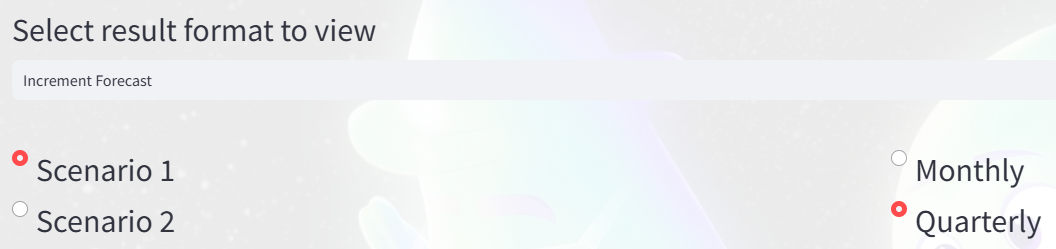 Select result format to view
Increment Forecast
Scenario 1
Monthly
Scenario 2
Quarterly